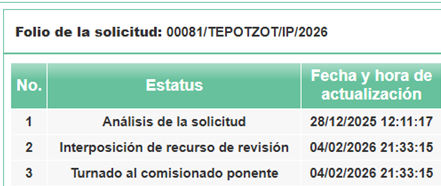 Folio de la solicitud: 00081/TEPOTZOT/IP/2026
No. Estatus Fecha y hora de actualización
1 Análisis de la solicitud 28/12/2025 12:11:17
2 Interposición de recurso de revisión 04/02/2026 21:33:15
3 Turnado al comisionado ponente 04/02/2026 21:33:15